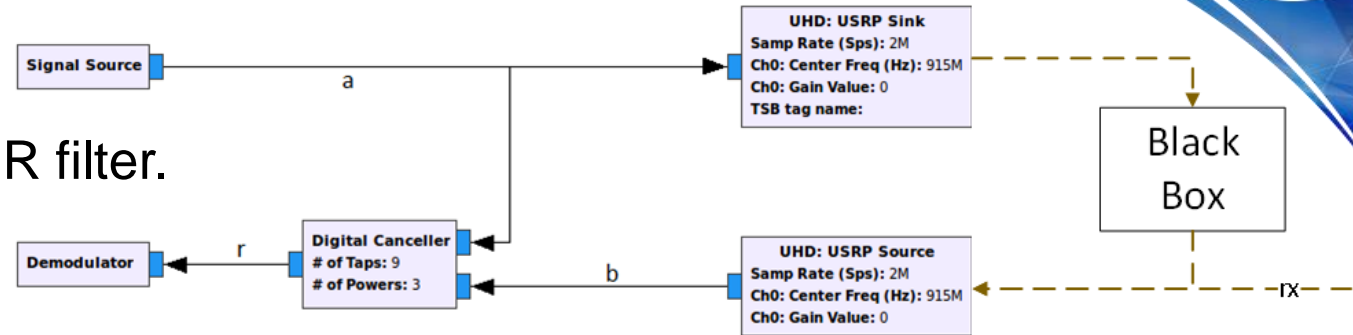 UHD: USRP Sink
Samp Rate (Sps): 2M
Ch0: Center Freq (Hz): 915M
Ch0: Gain Value: 0
TSB tag name:
Signal Source
a
Black
Box
R filter.
Digital Canceller
# of Taps: 9
# of Powers: 3
Demodulator
r
b
UHD: USRP Source
Samp Rate (Sps): 2M
Ch0: Center Freq (Hz): 915M
Ch0: Gain Value: 0
rx